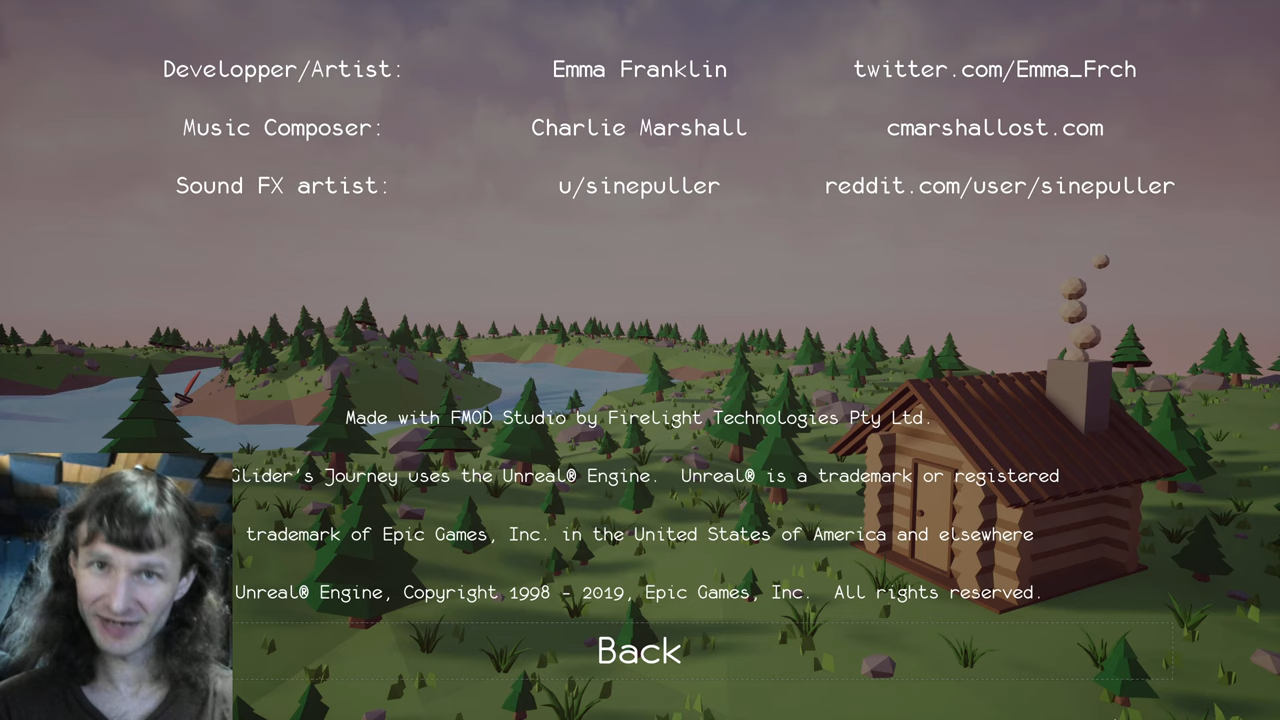 Developper/Artist: Emma Franklin twitter.com/Emma_Frch
Music Composer: Charlie Marshall cmarshallost.com
Sound FX artist: u/sinepuller reddit.com/user/sinepuller
Made with FMOD Studio by Firelight Technologies Pty Ltd.
Glider's Journey uses the Unreal® Engine. Unreal® is a trademark or registered
trademark of Epic Games, Inc. in the United States of America and elsewhere
Unreal® Engine, Copyright 1998 - 2019, Epic Games, Inc. All rights reserved.
Back